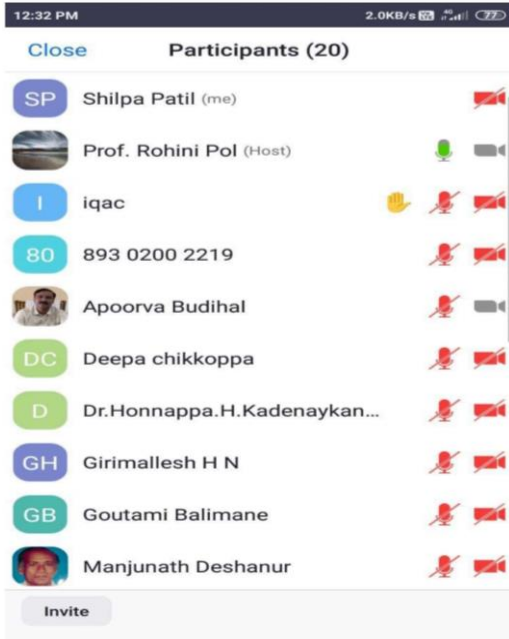 12:32 PM 2.0KB/s 4G 77
Close Participants (20)
SP Shilpa Patil (me)
Prof. Rohini Pol (Host)
I iqac
80 893 0200 2219
Apoorva Budihal
DC Deepa chikkoppa
D Dr.Honnappa.H.Kadenaykan...
GH Girimallesh H N
GB Goutami Balimane
Manjunath Deshanur
Invite